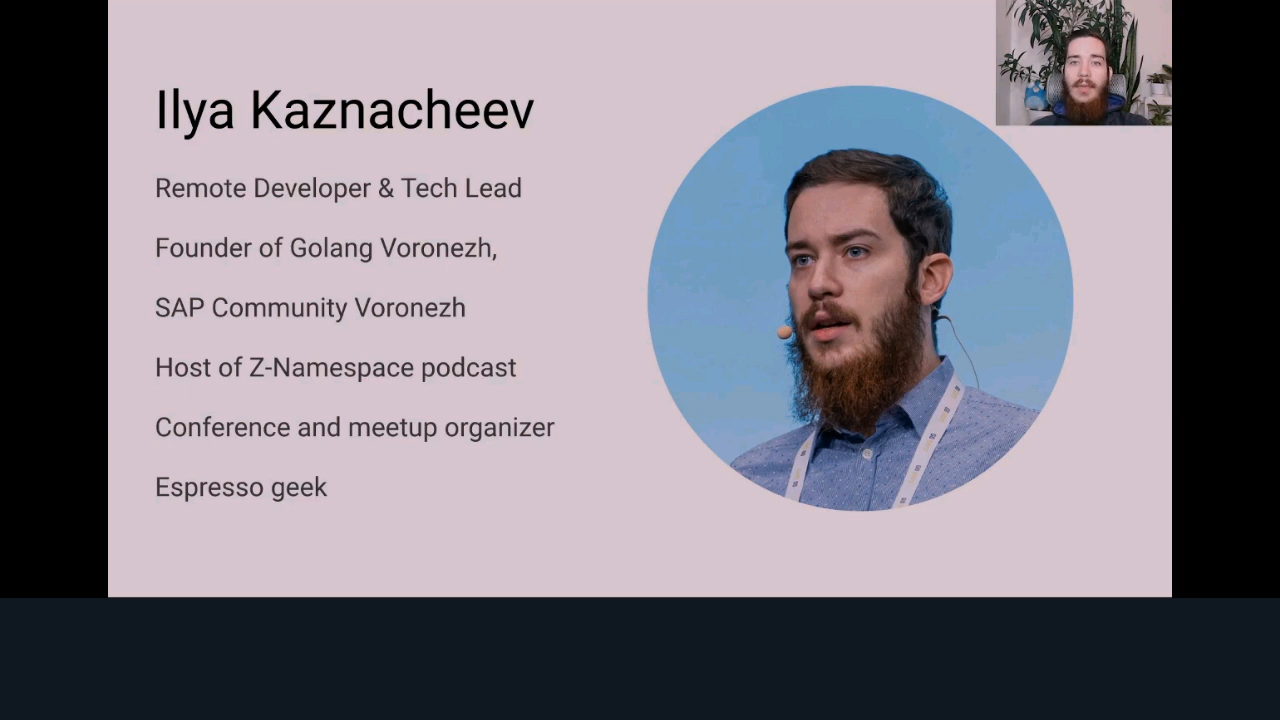 Ilya Kaznacheev
Remote Developer & Tech Lead
Founder of Golang Voronezh,
SAP Community Voronezh
Host of Z-Namespace podcast
Conference and meetup organizer
Espresso geek